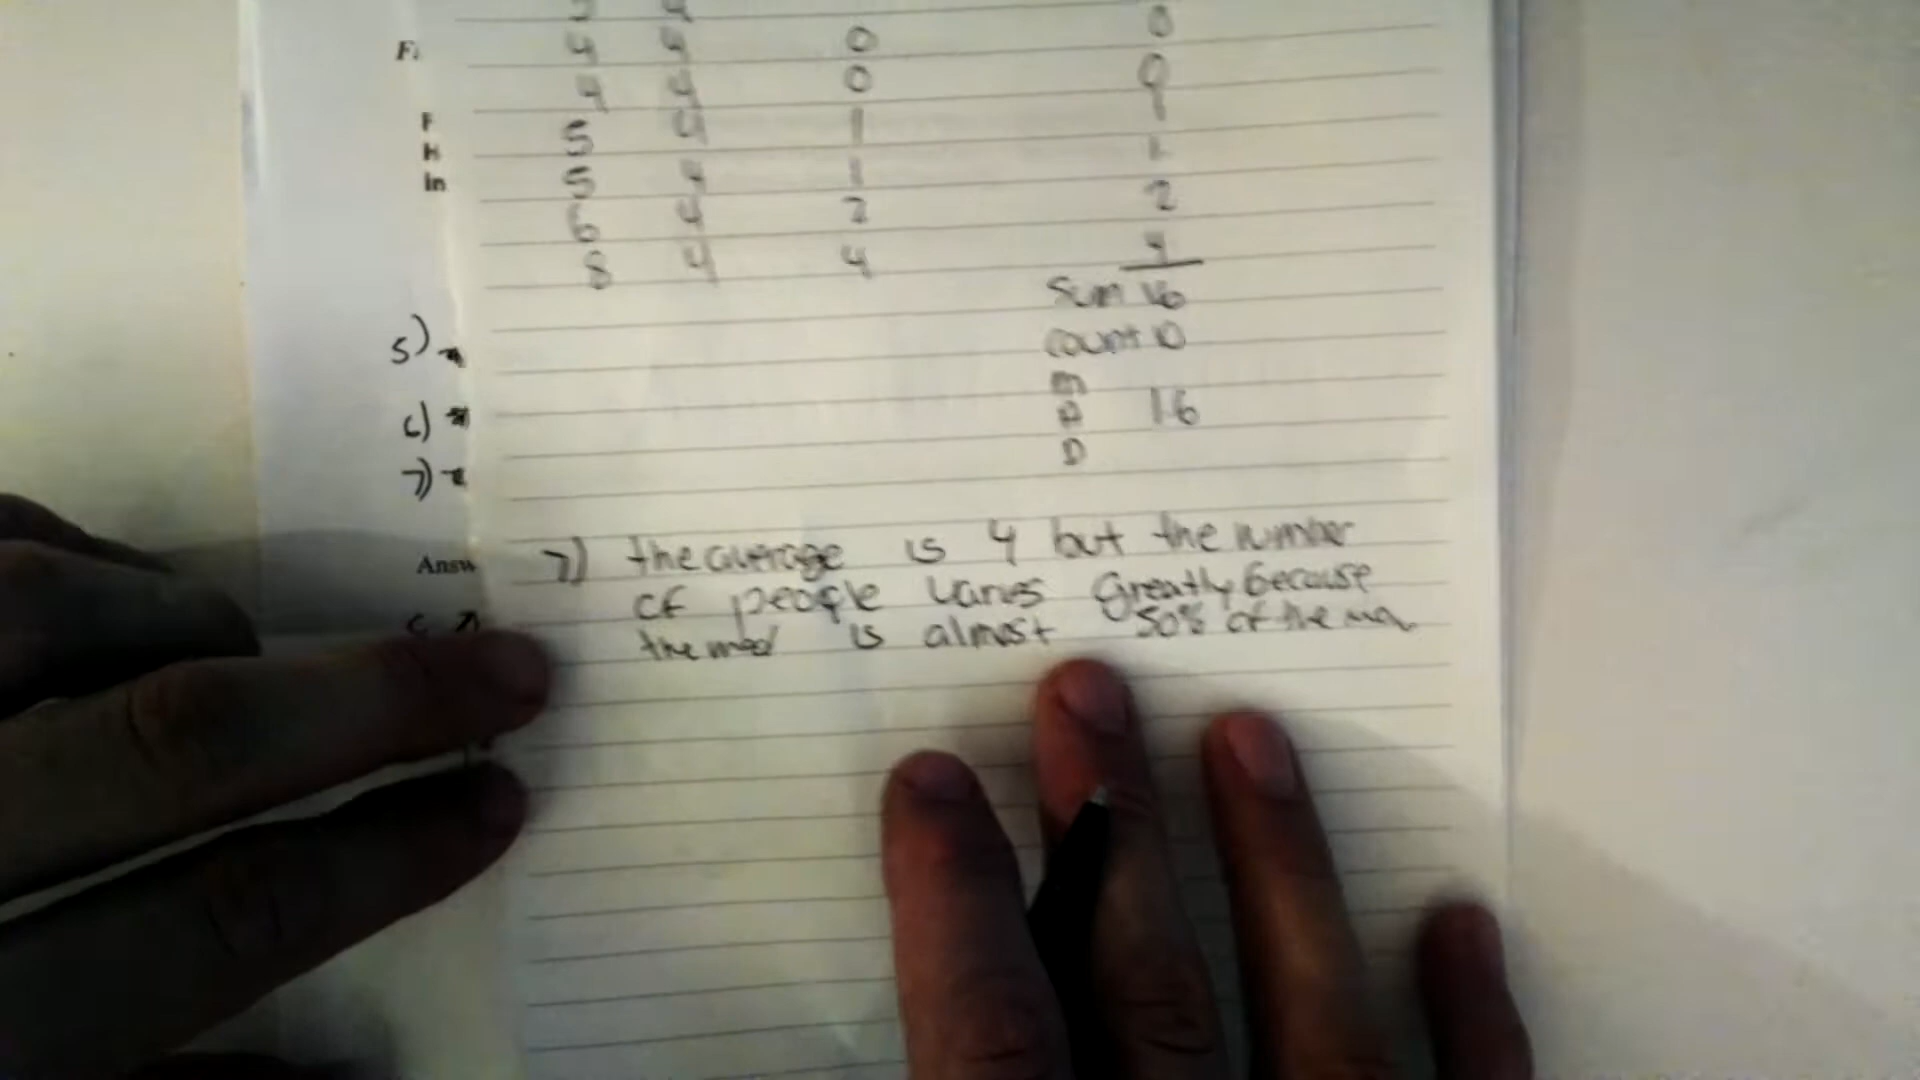 4 4 0 0
4 4 0 0
5 4 1 1
5 4 1 1
6 4 2 2
8 4 4 4
Sum 16
count 10
m
A 1.6
D
5)
6)
7)
Answ
7) the average is 4 but the number
of people varies Greatly because
the mad is almost 50% of the
F
H
In